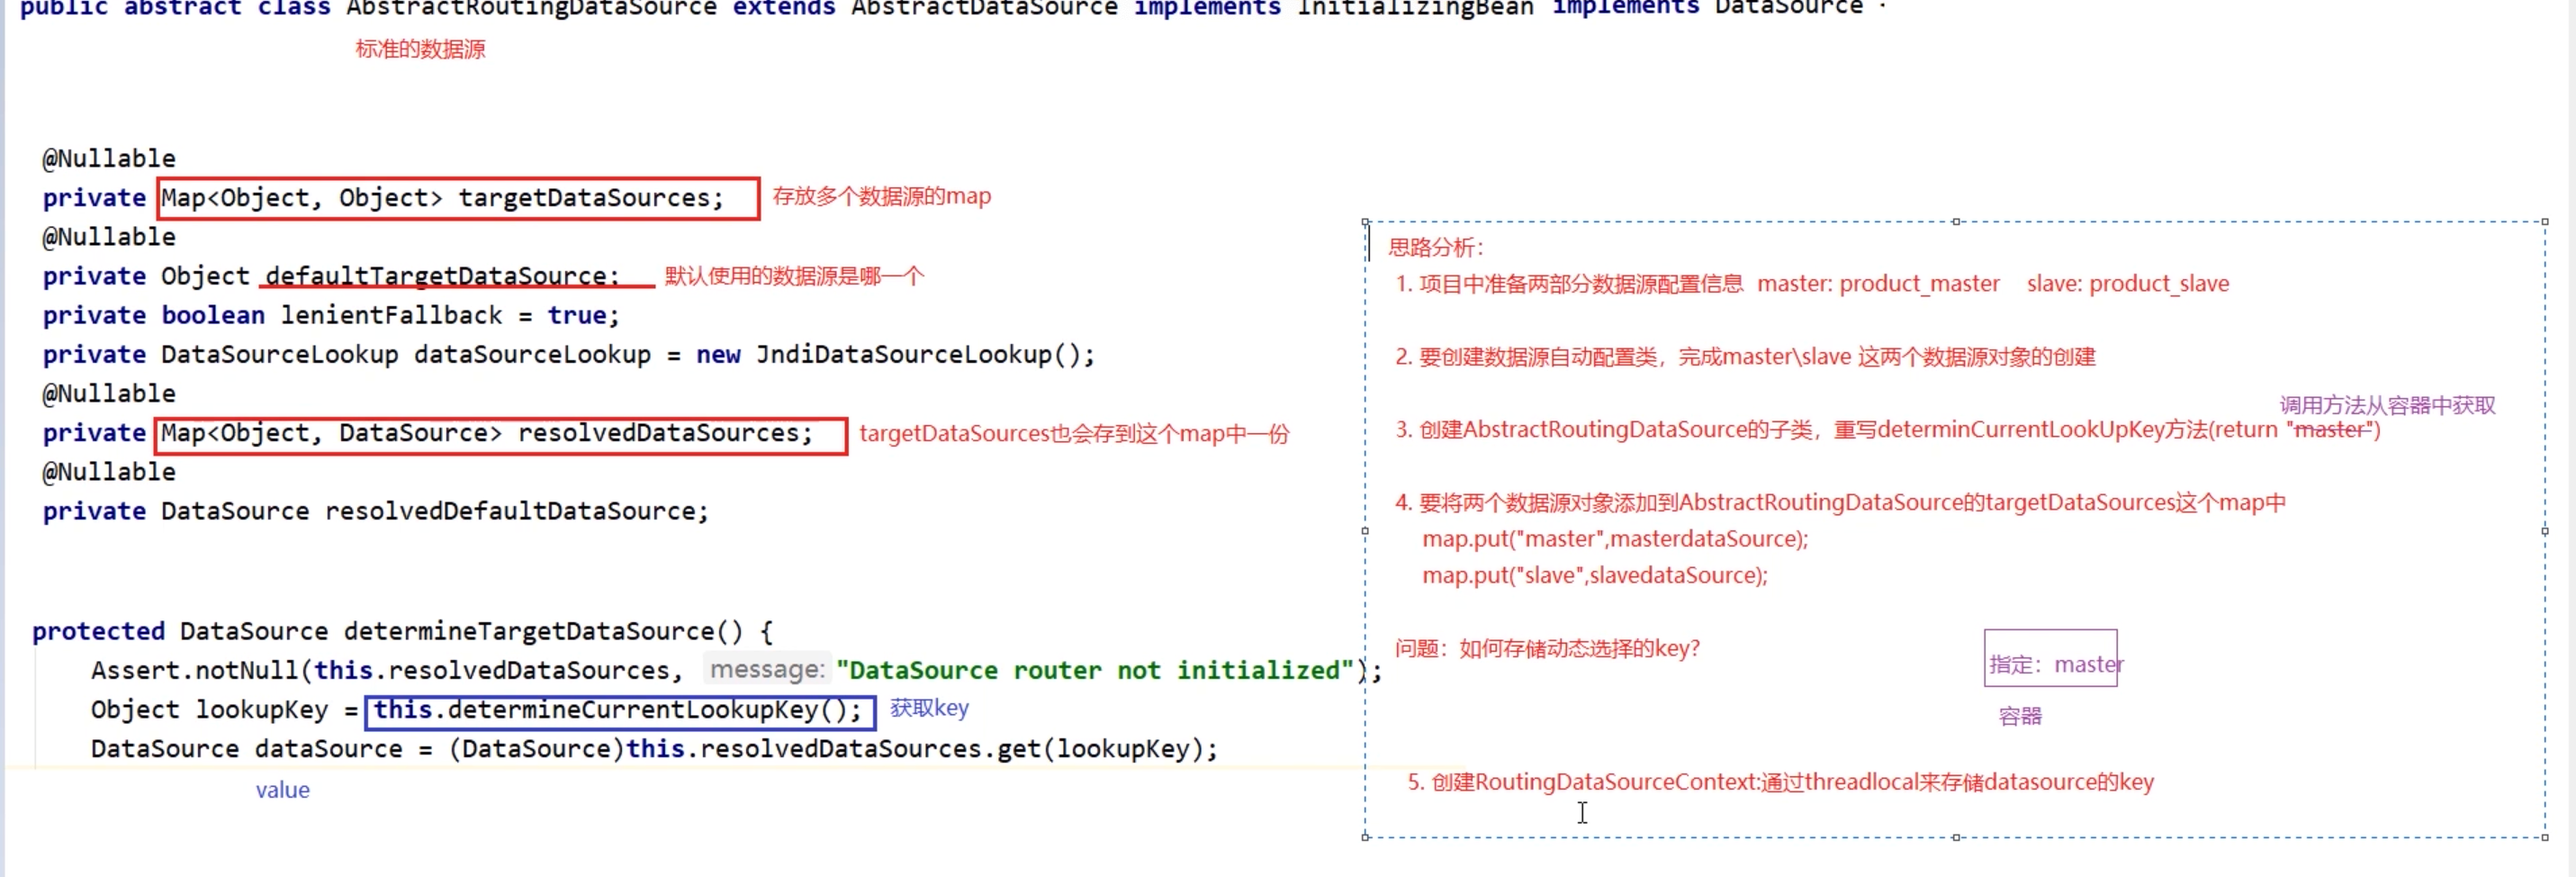 public abstract class AbstractRoutingDataSource extends AbstractDataSource implements InitializingBean implements DataSource
标准的数据源
@Nullable
private Map<Object, Object> targetDataSources; 存放多个数据源的map
@Nullable
private Object defaultTargetDataSource; 默认使用的数据源是哪一个
private boolean lenientFallback = true;
private DataSourceLookup dataSourceLookup = new JndiDataSourceLookup();
@Nullable
private Map<Object, DataSource> resolvedDataSources; targetDataSources也会存到这个map中一份
@Nullable
private DataSource resolvedDefaultDataSource;
protected DataSource determineTargetDataSource() {
Assert.notNull(this.resolvedDataSources, message: "DataSource router not initialized");
Object lookupKey = this.determineCurrentLookupKey(); 获取key
DataSource dataSource = (DataSource)this.resolvedDataSources.get(lookupKey);
value
思路分析：
1. 项目中准备两部分数据源配置信息 master: product_master slave: product_slave
2. 要创建数据源自动配置类，完成master\slave 这两个数据源对象的创建
调用方法从容器中获取
3. 创建AbstractRoutingDataSource的子类，重写determinCurrentLookUpKey方法(return "master")
4. 要将两个数据源对象添加到AbstractRoutingDataSource的targetDataSources这个map中
map.put("master",masterdataSource);
map.put("slave",slavedataSource);
问题：如何存储动态选择的key?
指定：master
容器
5. 创建RoutingDataSourceContext:通过threadlocal来存储datasource的key